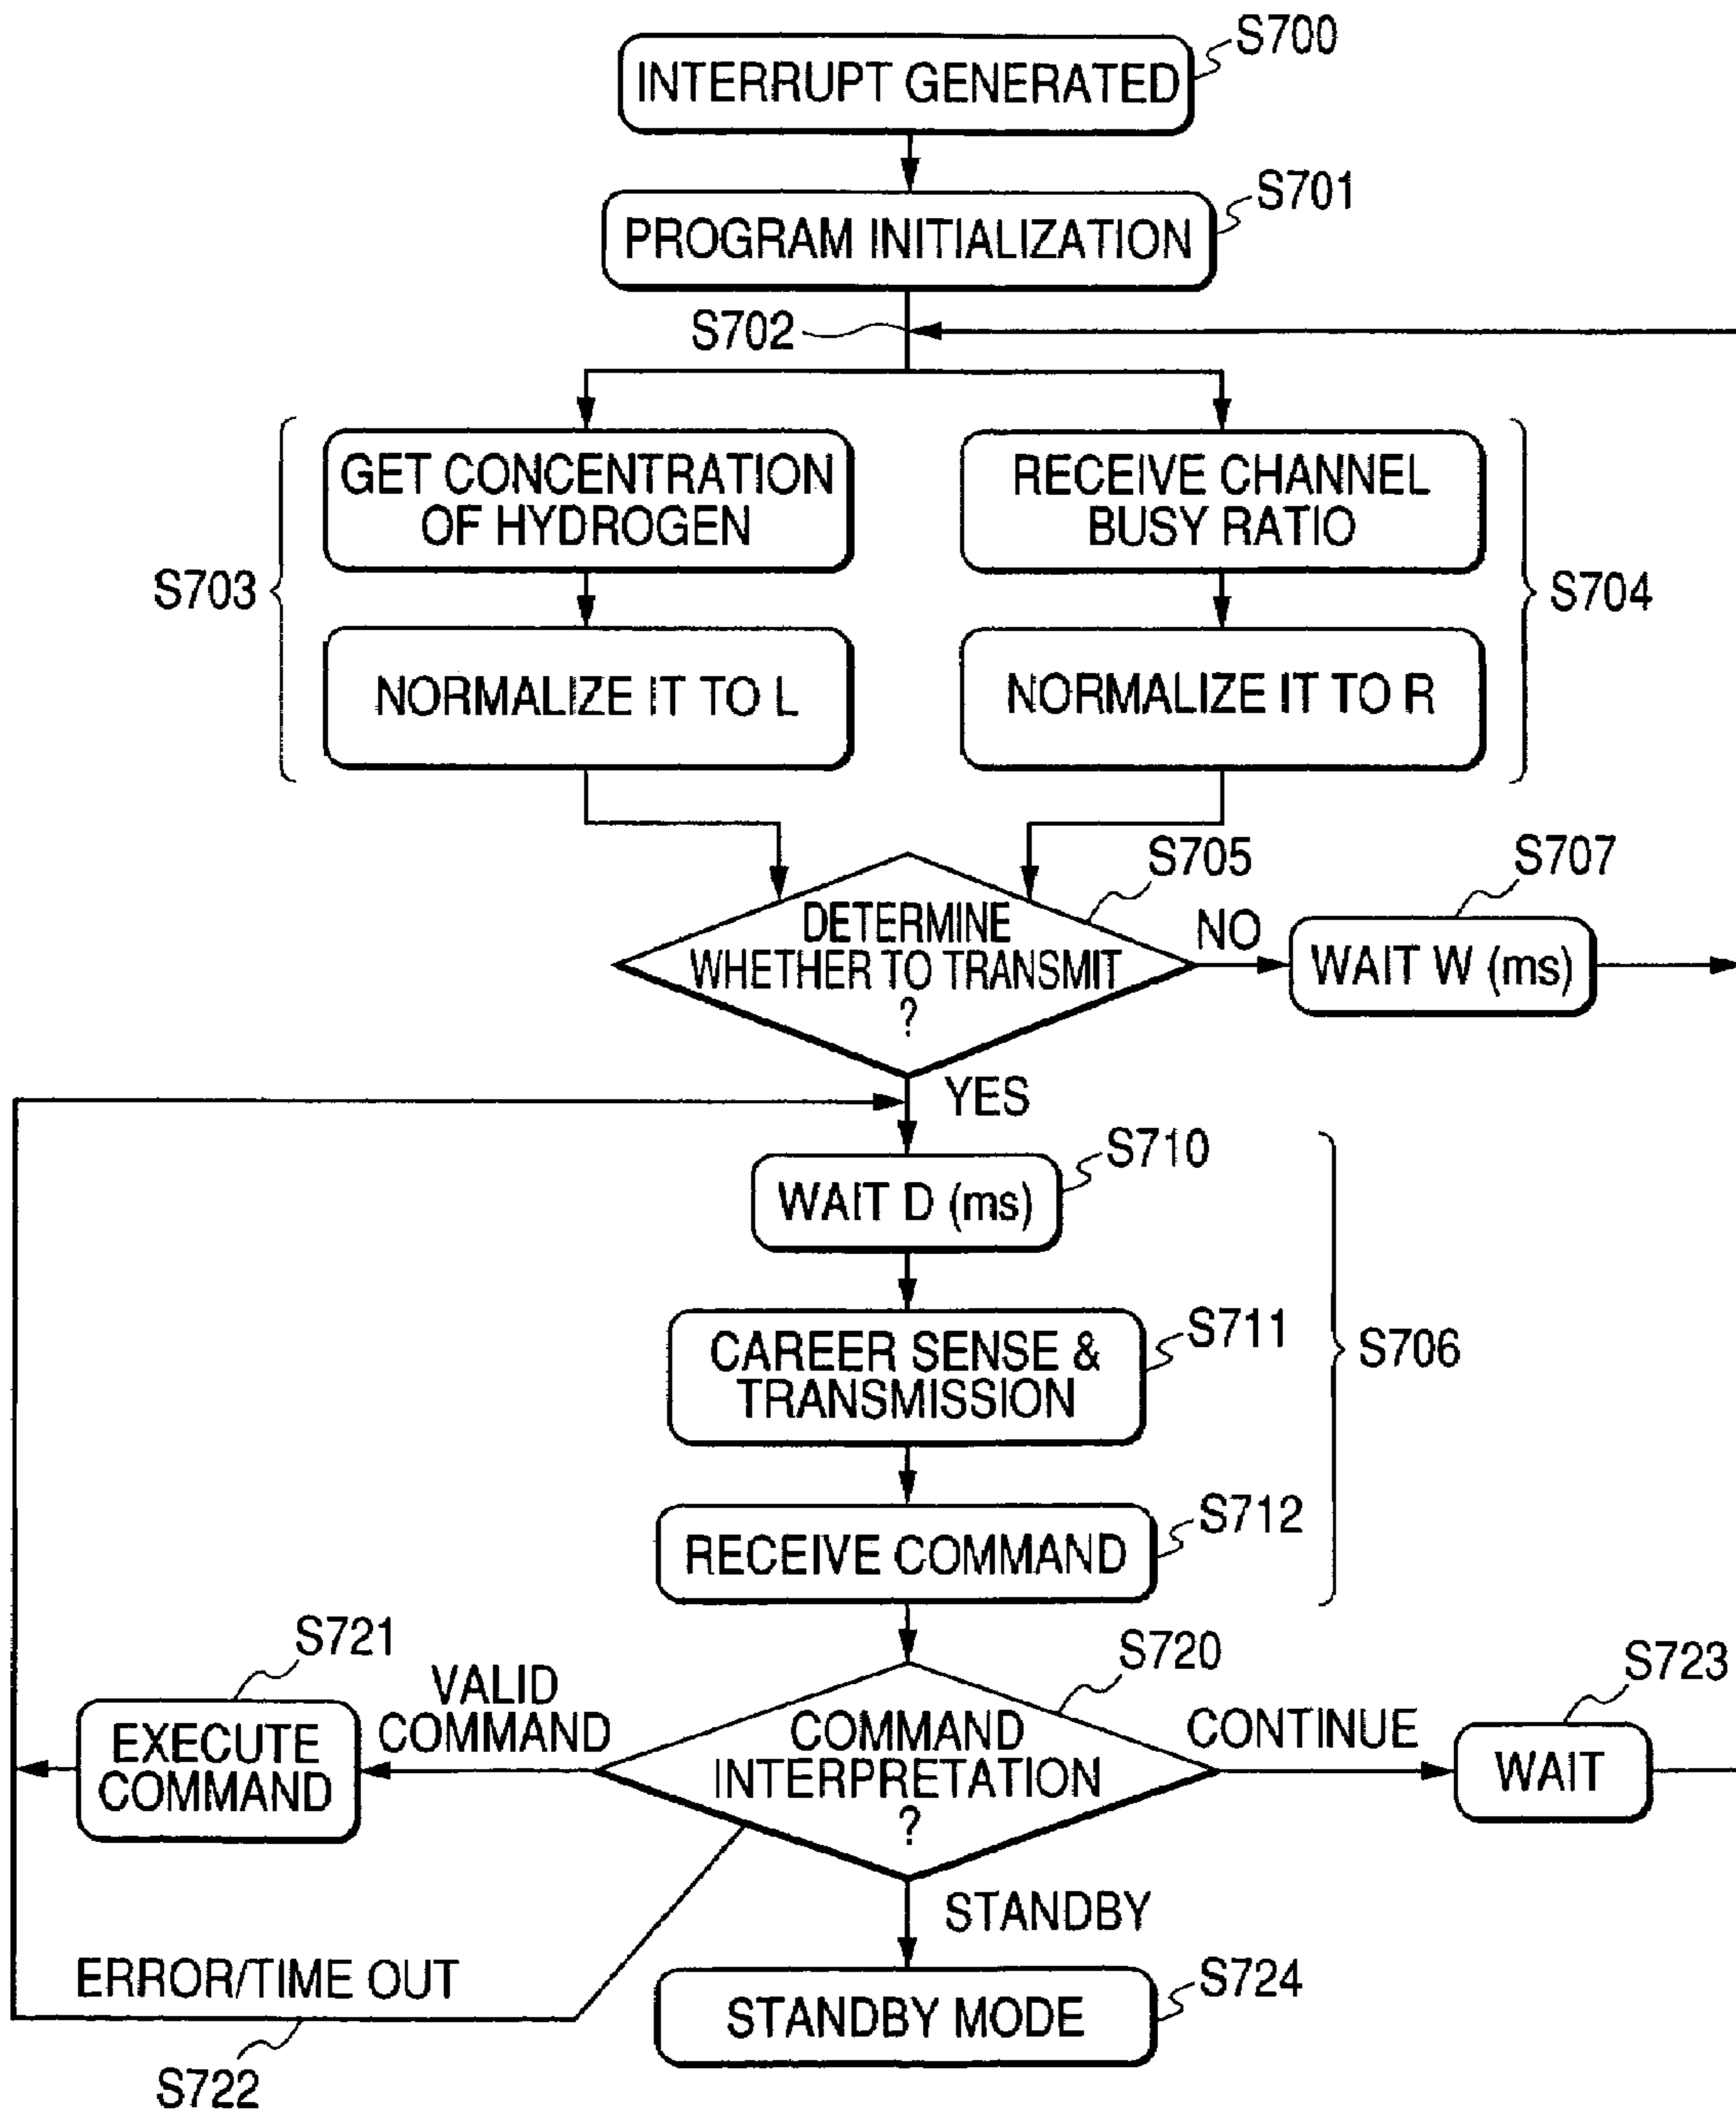 S700
INTERRUPT GENERATED
S701
PROGRAM INITIALIZATION
S702
GET CONCENTRATION
OF HYDROGEN
RECEIVE CHANNEL
BUSY RATIO
S703
S704
NORMALIZE IT TO L
NORMALIZE IT TO R
S705
S707
DETERMINE
WHETHER TO TRANSMIT
?
NO
WAIT W (ms)
YES
S710
WAIT D (ms)
S711
CAREER SENSE &
TRANSMISSION
S706
S712
RECEIVE COMMAND
S721
S720
S723
VALID
COMMAND
EXECUTE
COMMAND
COMMAND
INTERPRETATION
?
CONTINUE
WAIT
STANDBY
ERROR/TIME OUT
S724
STANDBY MODE
S722